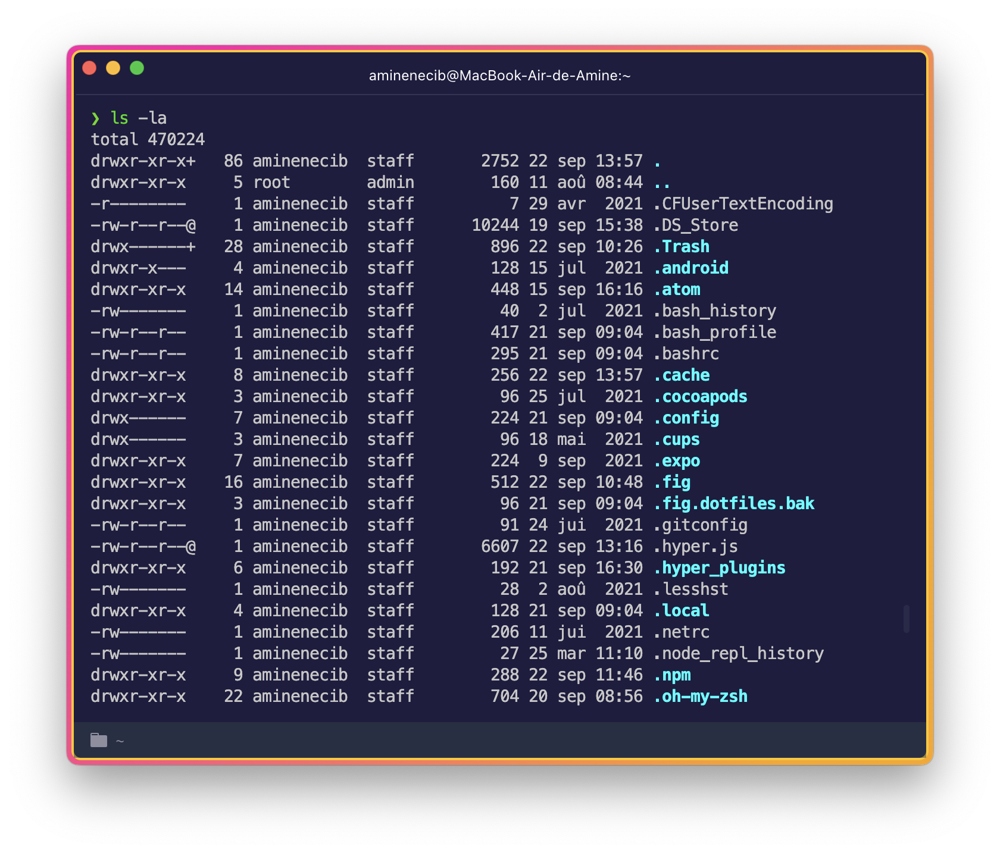 aminenecib@MacBook-Air-de-Amine:~
❯ ls -la
total 470224
drwxr-xr-x+   86 aminenecib  staff       2752 22 sep 13:57 .
drwxr-xr-x     5 root        admin        160 11 aoû 08:44 ..
-r--------     1 aminenecib  staff          7 29 avr  2021 .CFUserTextEncoding
-rw-r--r--@    1 aminenecib  staff      10244 19 sep 15:38 .DS_Store
drwx------+   28 aminenecib  staff        896 22 sep 10:26 .Trash
drwxr-x---     4 aminenecib  staff        128 15 jul  2021 .android
drwxr-xr-x    14 aminenecib  staff        448 15 sep 16:16 .atom
-rw-------     1 aminenecib  staff         40  2 jul  2021 .bash_history
-rw-r--r--     1 aminenecib  staff        417 21 sep 09:04 .bash_profile
-rw-r--r--     1 aminenecib  staff        295 21 sep 09:04 .bashrc
drwxr-xr-x     8 aminenecib  staff        256 22 sep 13:57 .cache
drwxr-xr-x     3 aminenecib  staff         96 25 jul  2021 .cocoapods
drwx------     7 aminenecib  staff        224 21 sep 09:04 .config
drwx------     3 aminenecib  staff         96 18 mai  2021 .cups
drwxr-xr-x     7 aminenecib  staff        224  9 sep  2021 .expo
drwxr-xr-x    16 aminenecib  staff        512 22 sep 10:48 .fig
drwxr-xr-x     3 aminenecib  staff         96 21 sep 09:04 .fig.dotfiles.bak
-rw-r--r--     1 aminenecib  staff         91 24 jui  2021 .gitconfig
-rw-r--r--@    1 aminenecib  staff       6607 22 sep 13:16 .hyper.js
drwxr-xr-x     6 aminenecib  staff        192 21 sep 16:30 .hyper_plugins
-rw-------     1 aminenecib  staff         28  2 aoû  2021 .lesshst
drwxr-xr-x     4 aminenecib  staff        128 21 sep 09:04 .local
-rw-------     1 aminenecib  staff        206 11 jui  2021 .netrc
-rw-------     1 aminenecib  staff         27 25 mar 11:10 .node_repl_history
drwxr-xr-x     9 aminenecib  staff        288 22 sep 11:46 .npm
drwxr-xr-x    22 aminenecib  staff        704 20 sep 08:56 .oh-my-zsh
~